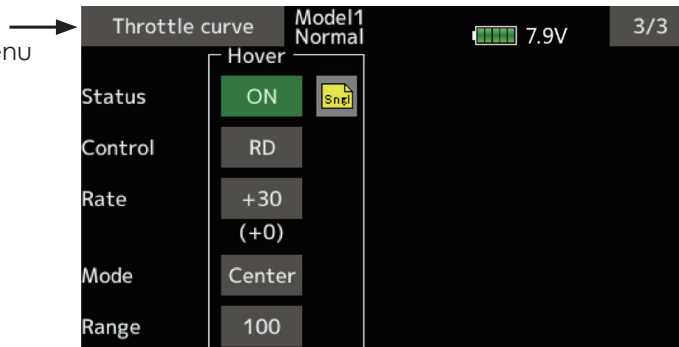 Throttle curve Model1 7.9V 3/3
Normal
enu
Hover
Status ON Sngl
Control RD
Rate +30
(+0)
Mode Center
Range 100